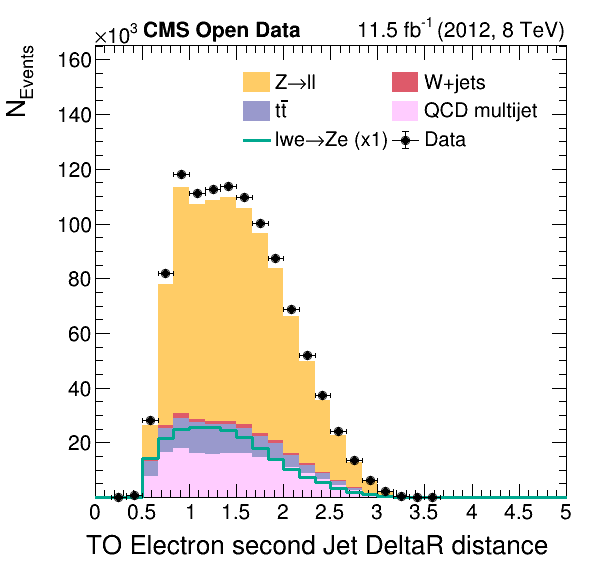 ×10³ CMS Open Data 11.5 fb⁻¹ (2012, 8 TeV)
N_Events
160
140
120
100
80
60
40
20
Z→ll W+jets
tt̄ QCD multijet
lwe→Ze (x1) Data
0 0.5 1 1.5 2 2.5 3 3.5 4 4.5 5
TO Electron second Jet DeltaR distance